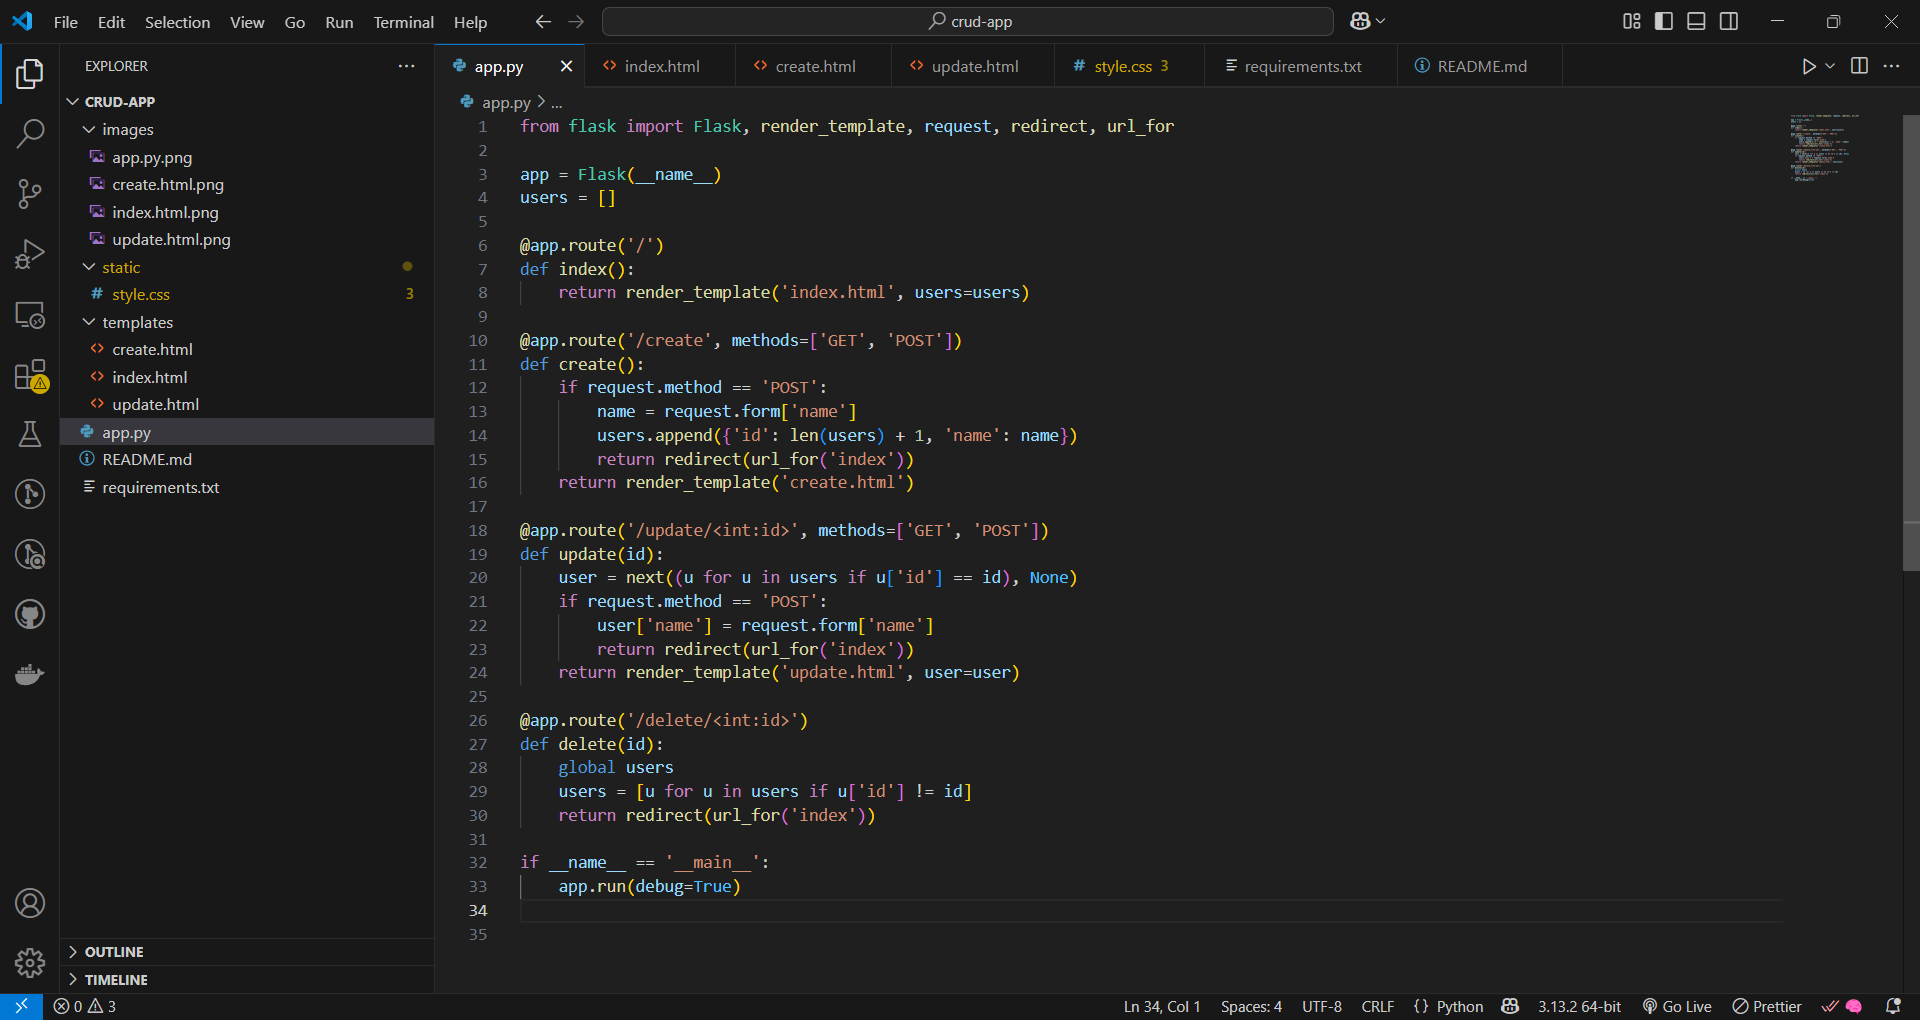 File Edit Selection View Go Run Terminal Help
crud-app
EXPLORER
CRUD-APP
images
app.py.png
create.html.png
index.html.png
update.html.png
static
style.css 3
templates
create.html
index.html
update.html
app.py
README.md
requirements.txt
OUTLINE
TIMELINE
app.py index.html create.html update.html style.css 3 requirements.txt README.md
app.py > ...
1 from flask import Flask, render_template, request, redirect, url_for
2
3 app = Flask(__name__)
4 users = []
5
6 @app.route('/')
7 def index():
8     return render_template('index.html', users=users)
9
10 @app.route('/create', methods=['GET', 'POST'])
11 def create():
12     if request.method == 'POST':
13         name = request.form['name']
14         users.append({'id': len(users) + 1, 'name': name})
15         return redirect(url_for('index'))
16     return render_template('create.html')
17
18 @app.route('/update/<int:id>', methods=['GET', 'POST'])
19 def update(id):
20     user = next((u for u in users if u['id'] == id), None)
21     if request.method == 'POST':
22         user['name'] = request.form['name']
23         return redirect(url_for('index'))
24     return render_template('update.html', user=user)
25
26 @app.route('/delete/<int:id>')
27 def delete(id):
28     global users
29     users = [u for u in users if u['id'] != id]
30     return redirect(url_for('index'))
31
32 if __name__ == '__main__':
33     app.run(debug=True)
34
35
0 3 Ln 34, Col 1 Spaces: 4 UTF-8 CRLF {} Python 3.13.2 64-bit Go Live Prettier